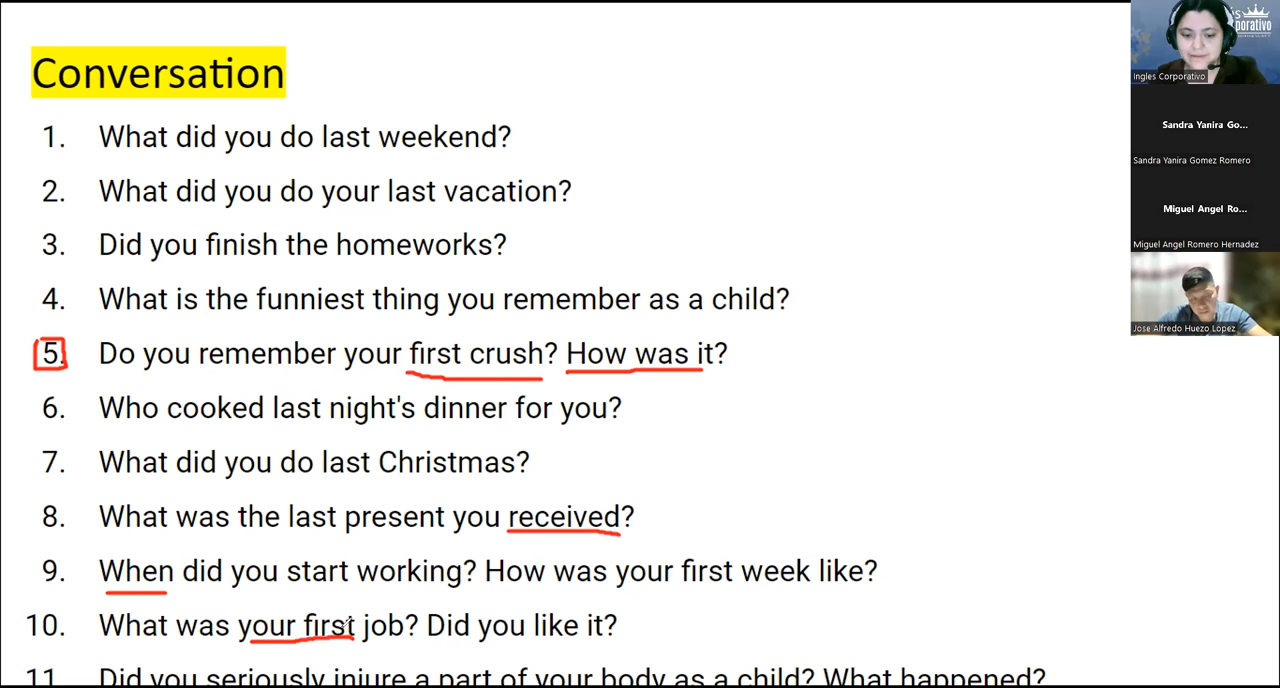 Conversation
1. What did you do last weekend?
2. What did you do your last vacation?
3. Did you finish the homeworks?
4. What is the funniest thing you remember as a child?
5. Do you remember your first crush? How was it?
6. Who cooked last night's dinner for you?
7. What did you do last Christmas?
8. What was the last present you received?
9. When did you start working? How was your first week like?
10. What was your first job? Did you like it?
11. Did you seriously injure a part of your body as a child? What happened?
porativo
Ingles Corporativo
Sandra Yanira Go...
Sandra Yanira Gomez Romero
Miguel Angel Ro...
Miguel Angel Romero Hernadez
Jose Alfredo Huezo Lopez